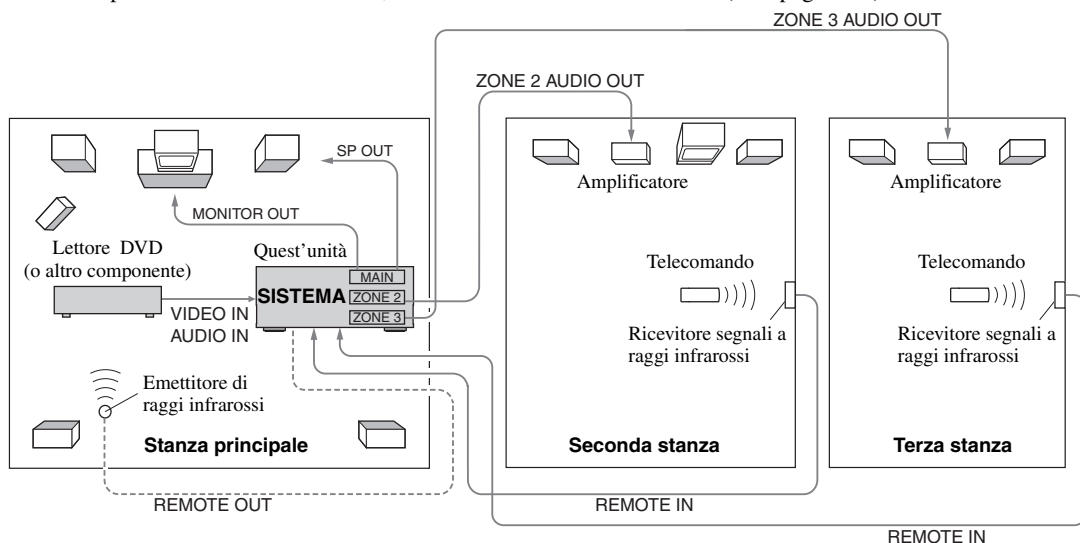 ZONE 3 AUDIO OUT
ZONE 2 AUDIO OUT
SP OUT
Amplificatore
Amplificatore
MONITOR OUT
Lettore DVD
(o altro componente)
Quest'unità
MAIN
SISTEMA
ZONE 2
ZONE 3
VIDEO IN
AUDIO IN
Telecomando
Telecomando
Ricevitore segnali a
raggi infrarossi
Ricevitore segnali a
raggi infrarossi
Emettitore di
raggi infrarossi
Stanza principale
Seconda stanza
Terza stanza
REMOTE OUT
REMOTE IN
REMOTE IN